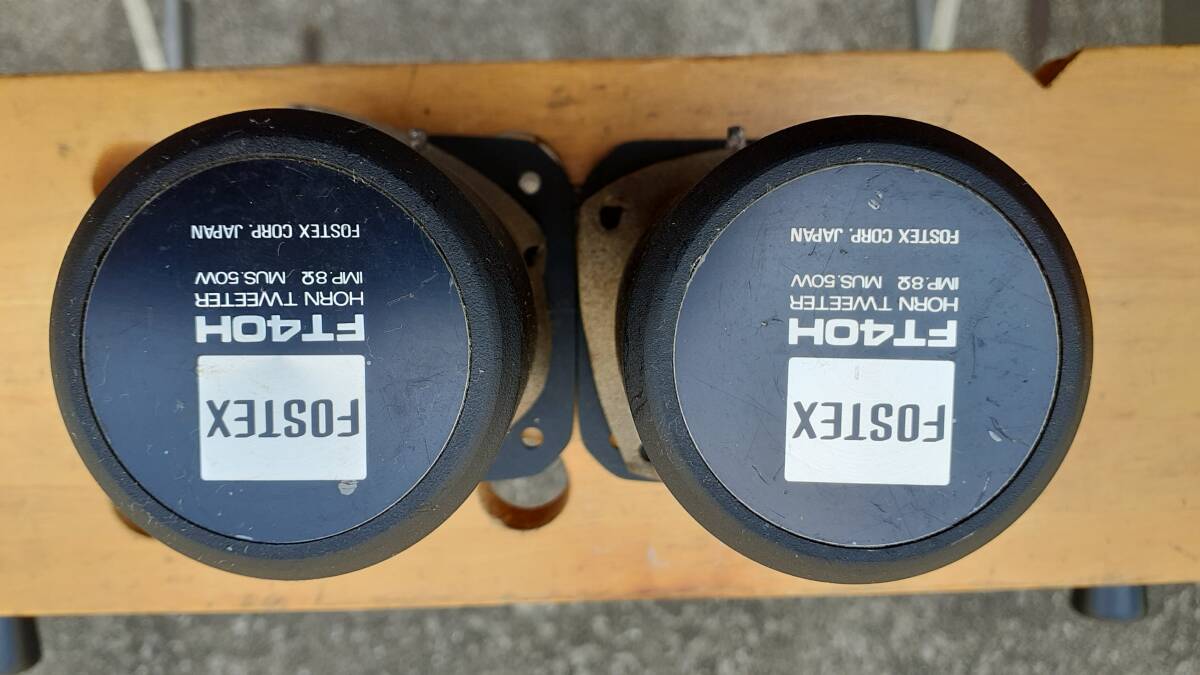 FOSTEX
FT40H
HORN TWEETER
IMP.8Ω MUS.50W
FOSTEX CORP. JAPAN
FOSTEX
FT40H
HORN TWEETER
IMP.8Ω MUS.50W
FOSTEX CORP. JAPAN